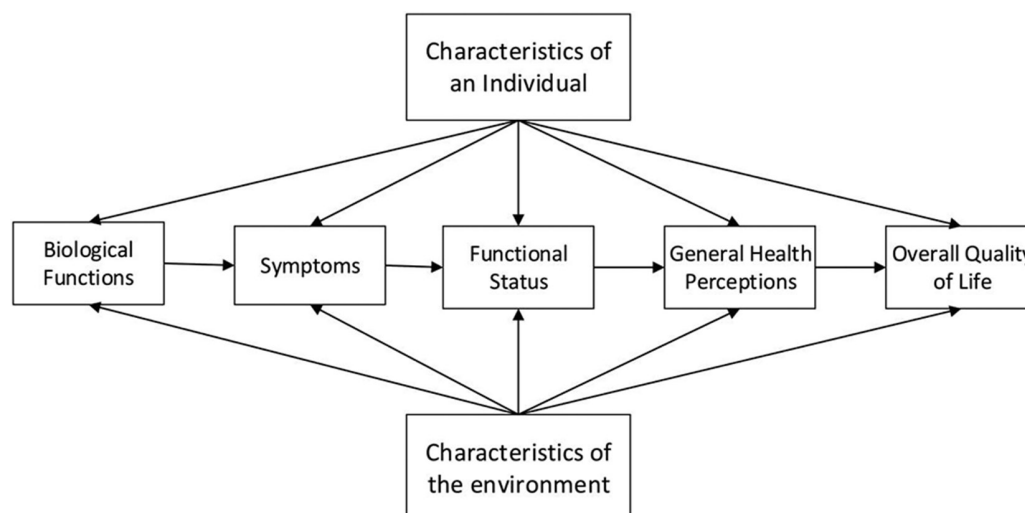 Characteristics of
an Individual
Biological
Functions
Symptoms
Functional
Status
General Health
Perceptions
Overall Quality
of Life
Characteristics of
the environment